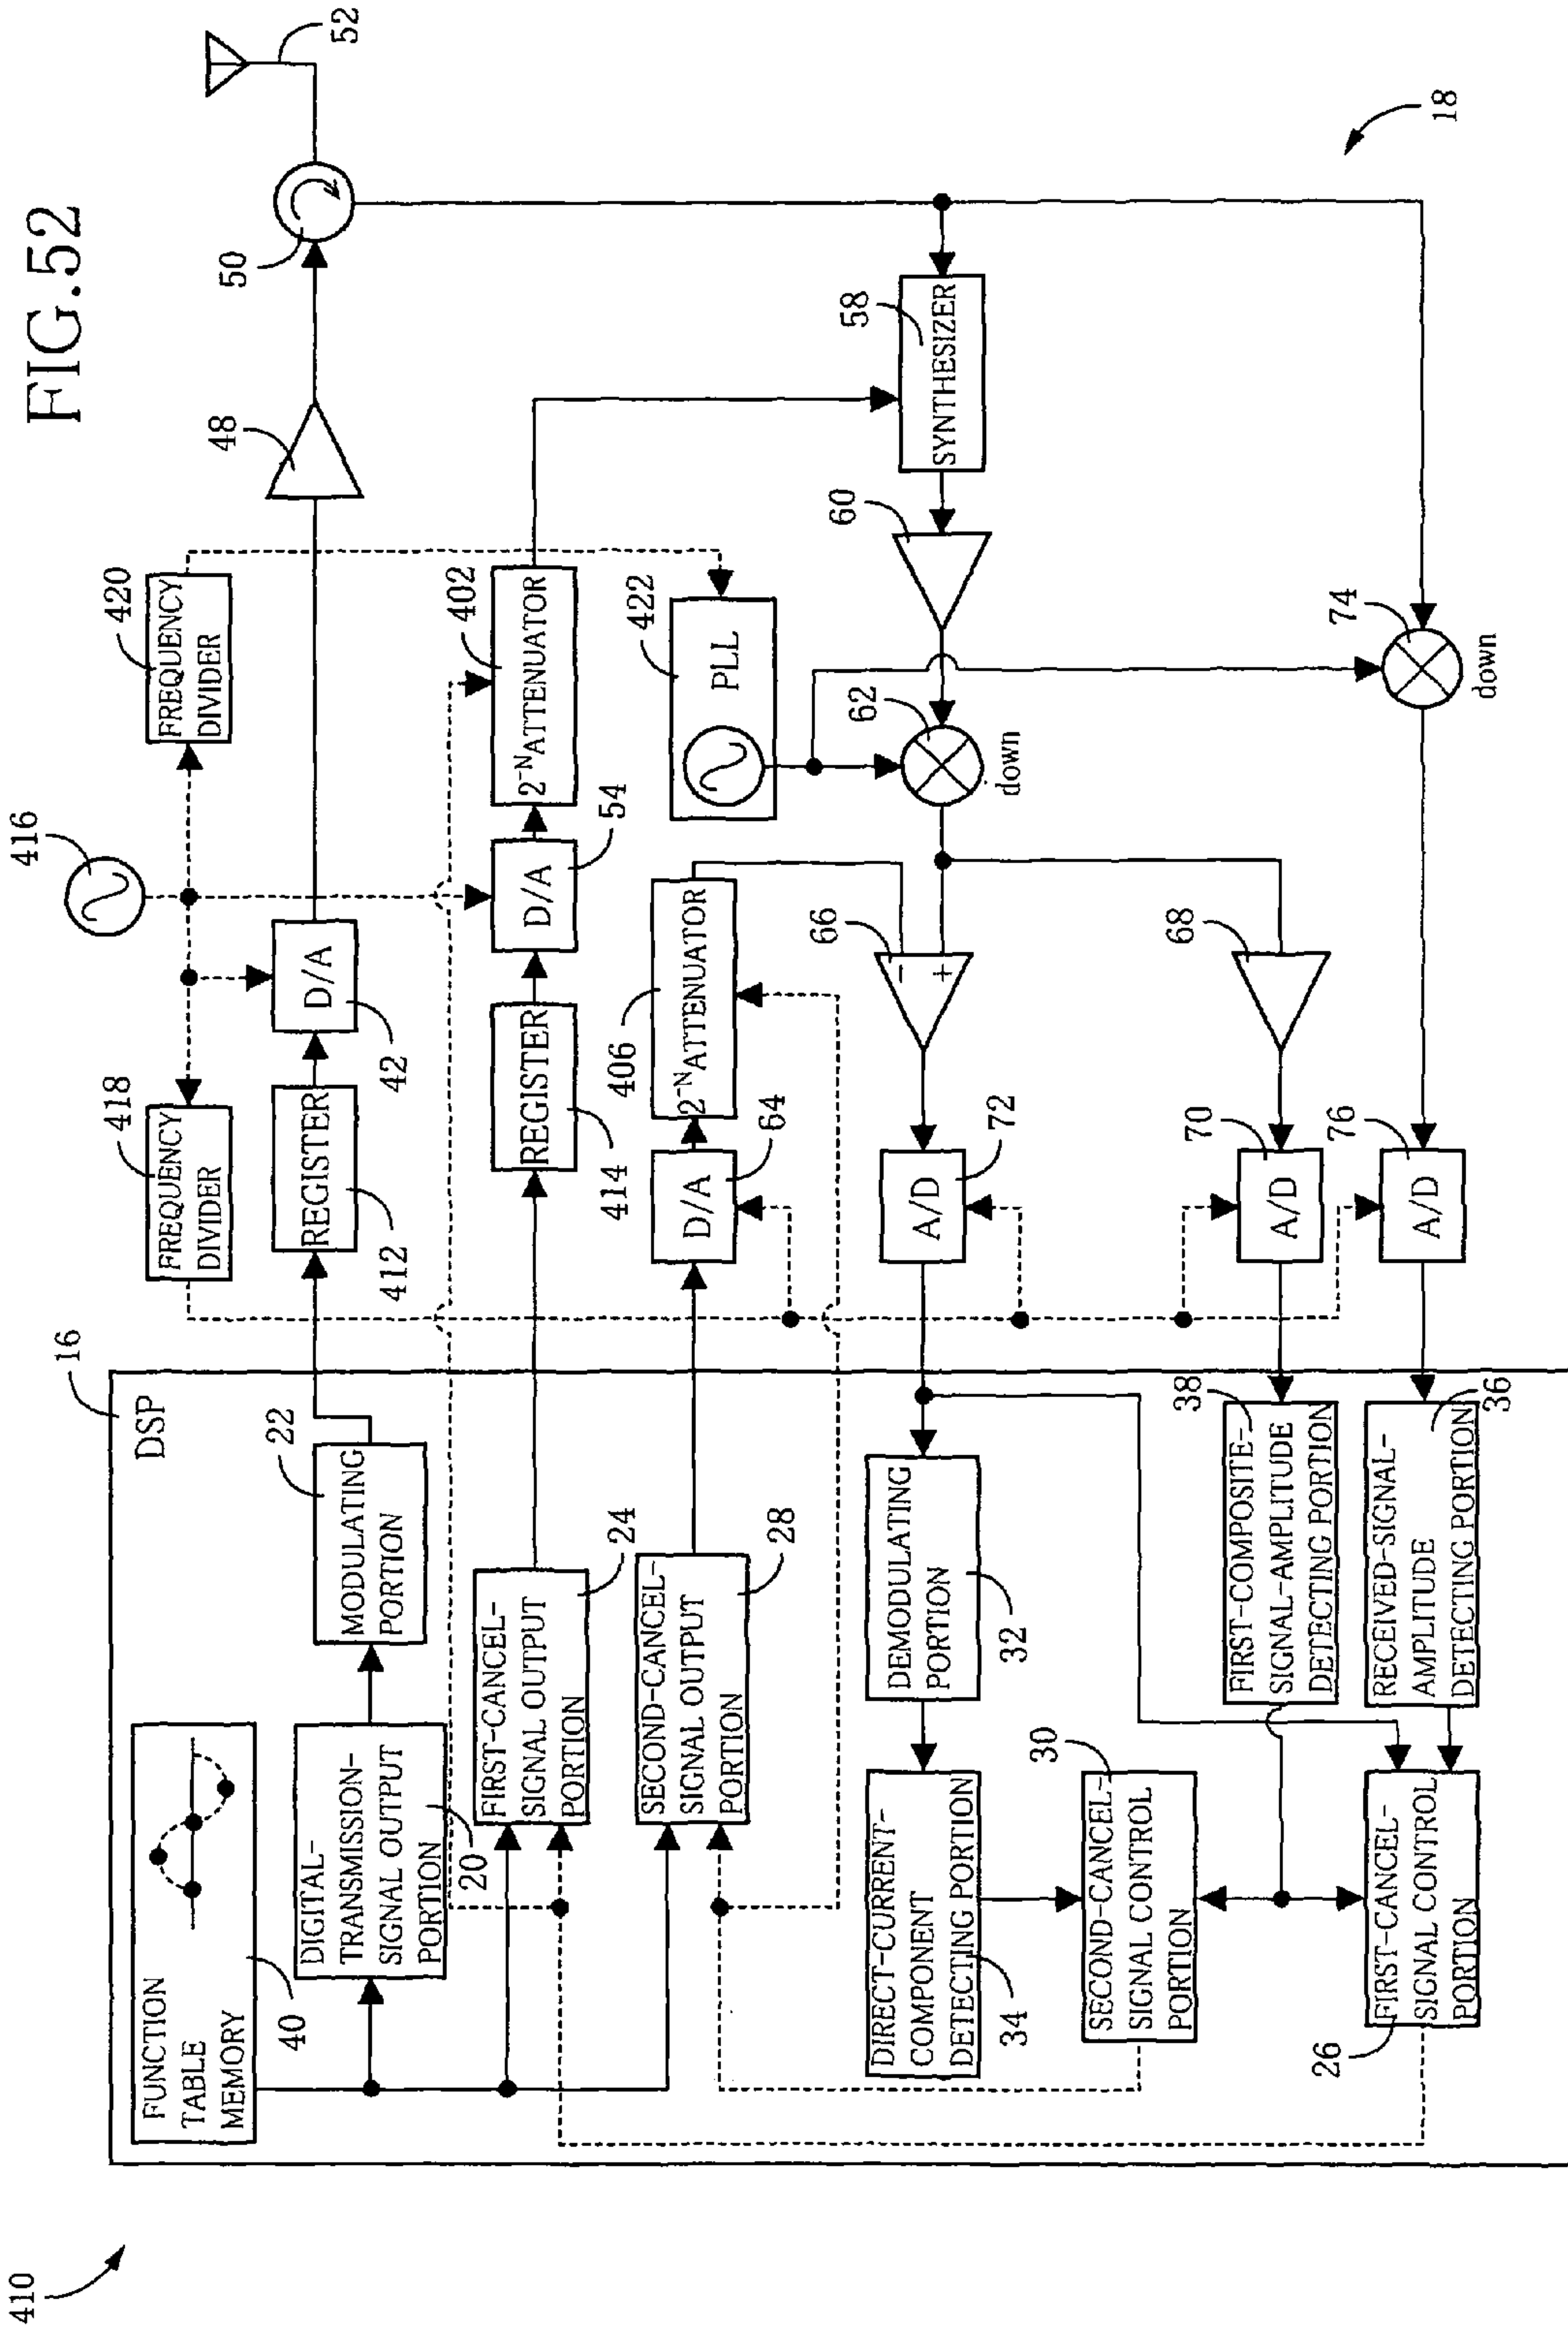 FIG.52
410
16
DSP
FUNCTION
TABLE
MEMORY
40
DIGITAL-
TRANSMISSION-
SIGNAL OUTPUT
PORTION
20
MODULATING
PORTION
22
FIRST-CANCEL-
SIGNAL OUTPUT
PORTION
24
SECOND-CANCEL-
SIGNAL OUTPUT
PORTION
28
DEMODULATING
PORTION
32
DIRECT-CURRENT-
COMPONENT
DETECTING PORTION
34
SECOND-CANCEL-
SIGNAL CONTROL
PORTION
30
FIRST-COMPOSITE-
SIGNAL-AMPLITUDE
DETECTING PORTION
38
RECEIVED-SIGNAL-
AMPLITUDE
DETECTING PORTION
36
FIRST-CANCEL-
SIGNAL CONTROL
PORTION
26
FREQUENCY
DIVIDER
418
416
FREQUENCY
DIVIDER
420
REGISTER
412
D/A
42
48
50
52
REGISTER
414
D/A
54
2-N ATTENUATOR
402
D/A
64
2-N ATTENUATOR
406
PLL
422
SYNTHESIZER
58
60
62
down
66
-
+
68
A/D
72
A/D
70
A/D
76
74
down
18